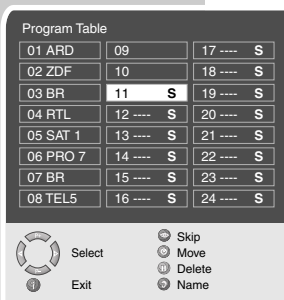 Program Table
01 ARD 09 17 ---- S
02 ZDF 10 18 ---- S
03 BR 11 S 19 ---- S
04 RTL 12 ---- S 20 ---- S
05 SAT 1 13 ---- S 21 ---- S
06 PRO 7 14 ---- S 22 ---- S
07 BR 15 ---- S 23 ---- S
08 TEL5 16 ---- S 24 ---- S
Select
Exit
Skip
Move
Delete
Name